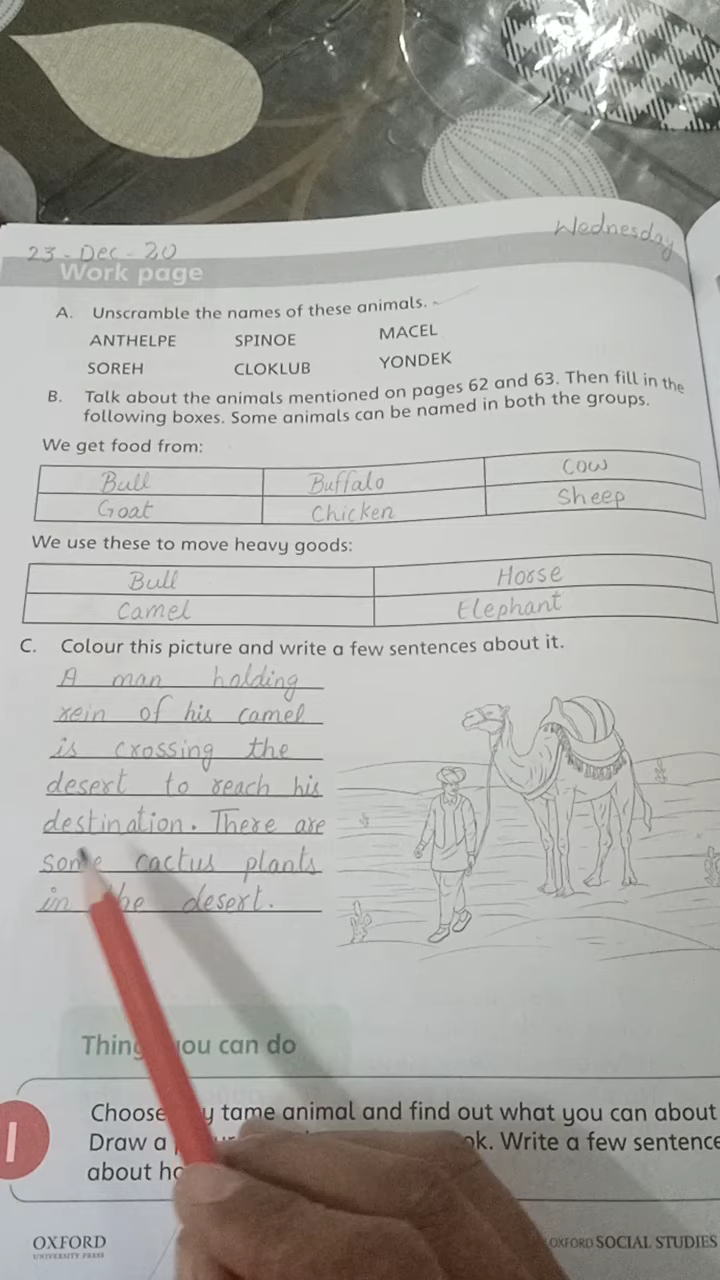 23-Dec-20
Wednesday
Work page
A. Unscramble the names of these animals.
ANTHELPE SPINOE MACEL
SOREH CLOKLUB YONDEK
B. Talk about the animals mentioned on pages 62 and 63. Then fill in the
following boxes. Some animals can be named in both the groups.
We get food from:
Bull Buffalo Cow
Goat Chicken Sheep
We use these to move heavy goods:
Bull Horse
Camel Elephant
C. Colour this picture and write a few sentences about it.
A man holding
rein of his camel
is crossing the
desert to reach his
destination. There are
some cactus plants
in the desert.
Things you can do
1
Choose tame animal and find out what you can about
Draw a Write a few sentence
about
OXFORD
UNIVERSITY PRESS
OXFORD SOCIAL STUDIES